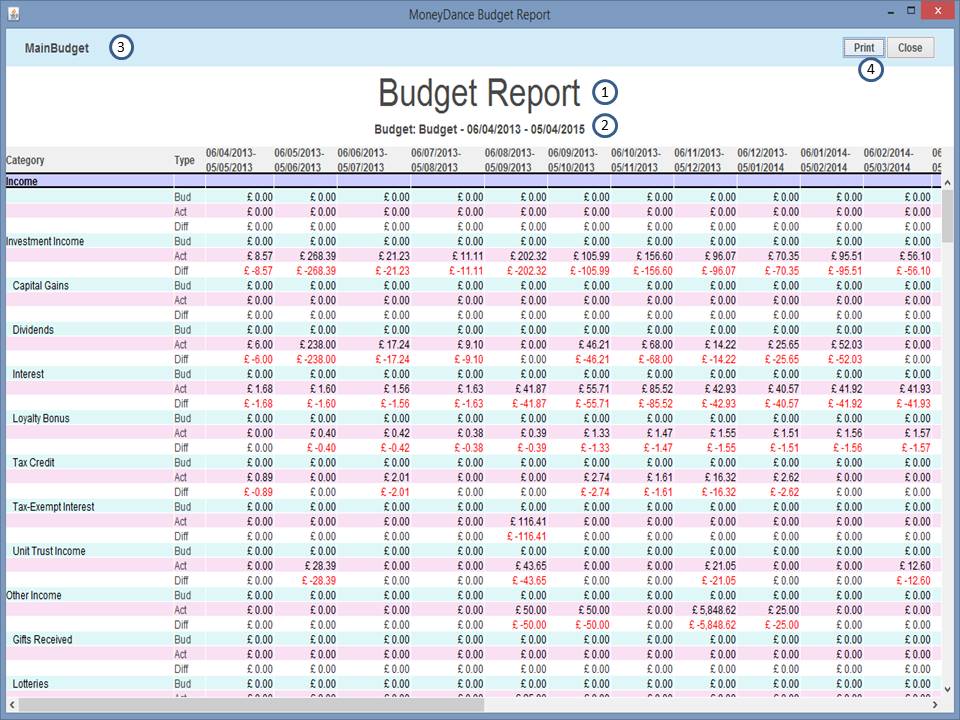 MoneyDance Budget Report
MainBudget 3 Print Close
4
Budget Report 1
Budget: Budget - 06/04/2013 - 05/04/2015 2
Category Type 06/04/2013-05/05/2013 06/05/2013-05/06/2013 06/06/2013-05/07/2013 06/07/2013-05/08/2013 06/08/2013-05/09/2013 06/09/2013-05/10/2013 06/10/2013-05/11/2013 06/11/2013-05/12/2013 06/12/2013-05/01/2014 06/01/2014-05/02/2014 06/02/2014-05/03/2014
Income
Bud £ 0.00 £ 0.00 £ 0.00 £ 0.00 £ 0.00 £ 0.00 £ 0.00 £ 0.00 £ 0.00 £ 0.00 £ 0.00
Act £ 0.00 £ 0.00 £ 0.00 £ 0.00 £ 0.00 £ 0.00 £ 0.00 £ 0.00 £ 0.00 £ 0.00 £ 0.00
Diff £ 0.00 £ 0.00 £ 0.00 £ 0.00 £ 0.00 £ 0.00 £ 0.00 £ 0.00 £ 0.00 £ 0.00 £ 0.00
Investment Income Bud £ 0.00 £ 0.00 £ 0.00 £ 0.00 £ 0.00 £ 0.00 £ 0.00 £ 0.00 £ 0.00 £ 0.00 £ 0.00
Act £ 8.57 £ 268.39 £ 21.23 £ 11.11 £ 202.32 £ 105.99 £ 156.60 £ 96.07 £ 70.35 £ 95.51 £ 56.10
Diff £ -8.57 £ -268.39 £ -21.23 £ -11.11 £ -202.32 £ -105.99 £ -156.60 £ -96.07 £ -70.35 £ -95.51 £ -56.10
Capital Gains Bud £ 0.00 £ 0.00 £ 0.00 £ 0.00 £ 0.00 £ 0.00 £ 0.00 £ 0.00 £ 0.00 £ 0.00 £ 0.00
Act £ 0.00 £ 0.00 £ 0.00 £ 0.00 £ 0.00 £ 0.00 £ 0.00 £ 0.00 £ 0.00 £ 0.00 £ 0.00
Diff £ 0.00 £ 0.00 £ 0.00 £ 0.00 £ 0.00 £ 0.00 £ 0.00 £ 0.00 £ 0.00 £ 0.00 £ 0.00
Dividends Bud £ 0.00 £ 0.00 £ 0.00 £ 0.00 £ 0.00 £ 0.00 £ 0.00 £ 0.00 £ 0.00 £ 0.00 £ 0.00
Act £ 6.00 £ 238.00 £ 17.24 £ 9.10 £ 0.00 £ 46.21 £ 68.00 £ 14.22 £ 25.65 £ 52.03 £ 0.00
Diff £ -6.00 £ -238.00 £ -17.24 £ -9.10 £ 0.00 £ -46.21 £ -68.00 £ -14.22 £ -25.65 £ -52.03 £ 0.00
Interest Bud £ 0.00 £ 0.00 £ 0.00 £ 0.00 £ 0.00 £ 0.00 £ 0.00 £ 0.00 £ 0.00 £ 0.00 £ 0.00
Act £ 1.68 £ 1.60 £ 1.56 £ 1.63 £ 41.87 £ 55.71 £ 85.52 £ 42.93 £ 40.57 £ 41.92 £ 41.93
Diff £ -1.68 £ -1.60 £ -1.56 £ -1.63 £ -41.87 £ -55.71 £ -85.52 £ -42.93 £ -40.57 £ -41.92 £ -41.93
Loyalty Bonus Bud £ 0.00 £ 0.00 £ 0.00 £ 0.00 £ 0.00 £ 0.00 £ 0.00 £ 0.00 £ 0.00 £ 0.00 £ 0.00
Act £ 0.00 £ 0.40 £ 0.42 £ 0.38 £ 0.39 £ 1.33 £ 1.47 £ 1.55 £ 1.51 £ 1.56 £ 1.57
Diff £ 0.00 £ -0.40 £ -0.42 £ -0.38 £ -0.39 £ -1.33 £ -1.47 £ -1.55 £ -1.51 £ -1.56 £ -1.57
Tax Credit Bud £ 0.00 £ 0.00 £ 0.00 £ 0.00 £ 0.00 £ 0.00 £ 0.00 £ 0.00 £ 0.00 £ 0.00 £ 0.00
Act £ 0.89 £ 0.00 £ 2.01 £ 0.00 £ 0.00 £ 2.74 £ 1.61 £ 16.32 £ 2.62 £ 0.00 £ 0.00
Diff £ -0.89 £ 0.00 £ -2.01 £ 0.00 £ 0.00 £ -2.74 £ -1.61 £ -16.32 £ -2.62 £ 0.00 £ 0.00
Tax-Exempt Interest Bud £ 0.00 £ 0.00 £ 0.00 £ 0.00 £ 0.00 £ 0.00 £ 0.00 £ 0.00 £ 0.00 £ 0.00 £ 0.00
Act £ 0.00 £ 0.00 £ 0.00 £ 0.00 £ 116.41 £ 0.00 £ 0.00 £ 0.00 £ 0.00 £ 0.00 £ 0.00
Diff £ 0.00 £ 0.00 £ 0.00 £ 0.00 £ -116.41 £ 0.00 £ 0.00 £ 0.00 £ 0.00 £ 0.00 £ 0.00
Unit Trust Income Bud £ 0.00 £ 0.00 £ 0.00 £ 0.00 £ 0.00 £ 0.00 £ 0.00 £ 0.00 £ 0.00 £ 0.00 £ 0.00
Act £ 0.00 £ 28.39 £ 0.00 £ 0.00 £ 43.65 £ 0.00 £ 0.00 £ 21.05 £ 0.00 £ 0.00 £ 12.60
Diff £ 0.00 £ -28.39 £ 0.00 £ 0.00 £ -43.65 £ 0.00 £ 0.00 £ -21.05 £ 0.00 £ 0.00 £ -12.60
Other Income Bud £ 0.00 £ 0.00 £ 0.00 £ 0.00 £ 0.00 £ 0.00 £ 0.00 £ 0.00 £ 0.00 £ 0.00 £ 0.00
Act £ 0.00 £ 0.00 £ 0.00 £ 0.00 £ 50.00 £ 50.00 £ 0.00 £ 5,848.62 £ 25.00 £ 0.00 £ 0.00
Diff £ 0.00 £ 0.00 £ 0.00 £ 0.00 £ -50.00 £ -50.00 £ 0.00 £ -5,848.62 £ -25.00 £ 0.00 £ 0.00
Gifts Received Bud £ 0.00 £ 0.00 £ 0.00 £ 0.00 £ 0.00 £ 0.00 £ 0.00 £ 0.00 £ 0.00 £ 0.00 £ 0.00
Act £ 0.00 £ 0.00 £ 0.00 £ 0.00 £ 0.00 £ 0.00 £ 0.00 £ 0.00 £ 0.00 £ 0.00 £ 0.00
Diff £ 0.00 £ 0.00 £ 0.00 £ 0.00 £ 0.00 £ 0.00 £ 0.00 £ 0.00 £ 0.00 £ 0.00 £ 0.00
Lotteries Bud £ 0.00 £ 0.00 £ 0.00 £ 0.00 £ 0.00 £ 0.00 £ 0.00 £ 0.00 £ 0.00 £ 0.00 £ 0.00